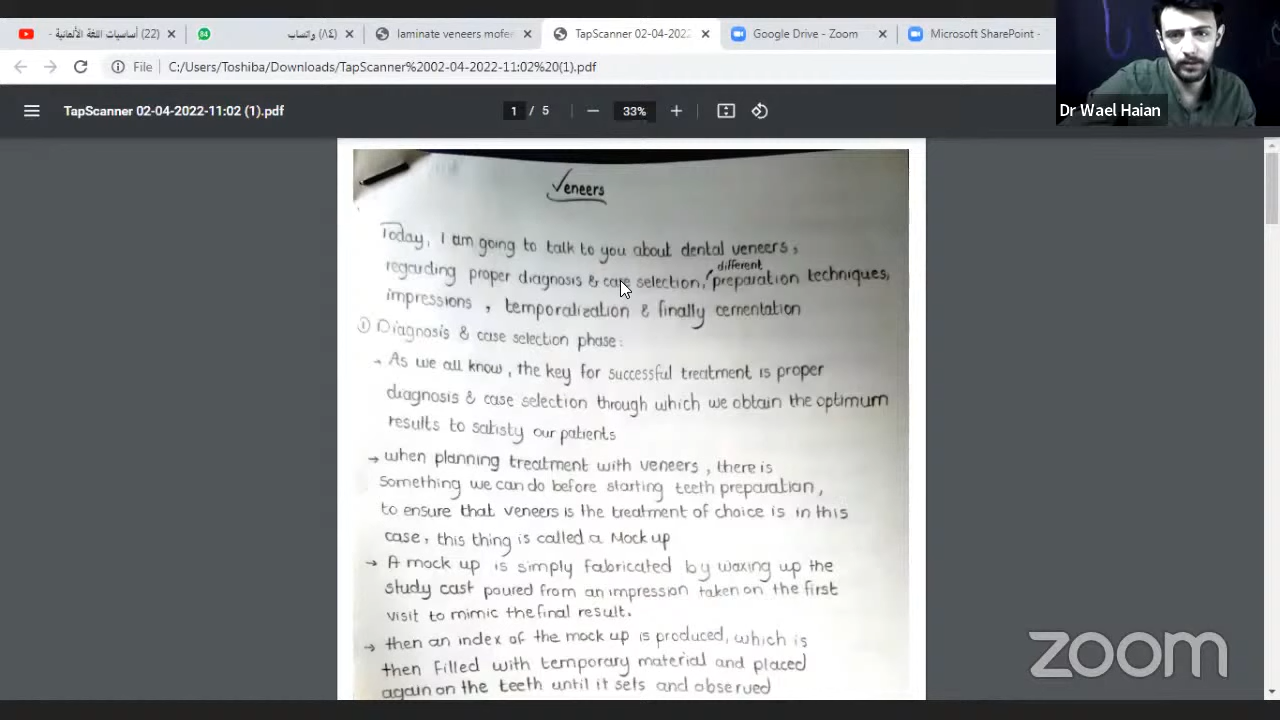 (22) أساسيات اللغة الألمانية -
(٨٤) واتساب
laminate veneers mofe
TapScanner 02-04-202
Google Drive - Zoom
Microsoft SharePoint -
File C:/Users/Toshiba/Downloads/TapScanner%2002-04-2022-11:02%20(1).pdf
TapScanner 02-04-2022-11:02 (1).pdf
1 / 5
33%
Dr Wael Haian
Veneers
Today, I am going to talk to you about dental veneers,
different
regarding proper diagnosis & case selection, preparation techniques,
impressions, temporalization & finally cementation
① Diagnosis & case selection phase:
→ As we all know, the key for successful treatment is proper
diagnosis & case selection through which we obtain the optimum
results to satisty our patients
→ when planning treatment with veneers, there is
something we can do before starting teeth preparation,
to ensure that veneers is the treatment of choice is in this
case, this thing is called a Mock up
→ A mock up is simply fabricated by waxing up the
study cast poured from an impression taken on the first
visit to mimic the final result.
→ then an index of the mock up is produced, which is
then filled with temporary material and placed
again on the teeth until it sets and observed
zoom